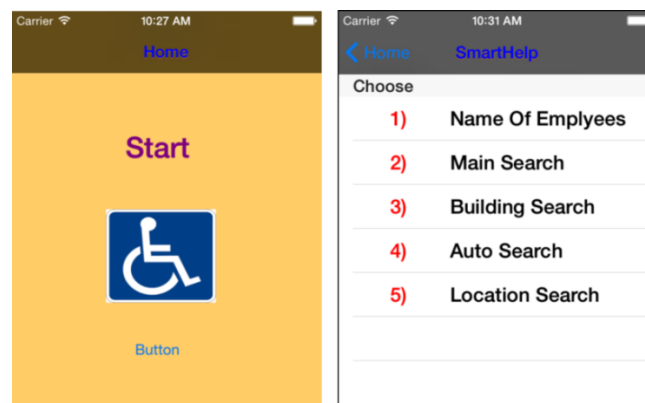 Carrier 10:27 AM
Home
Start
Button
Carrier 10:31 AM
Home SmartHelp
Choose
1) Name Of Emplyees
2) Main Search
3) Building Search
4) Auto Search
5) Location Search